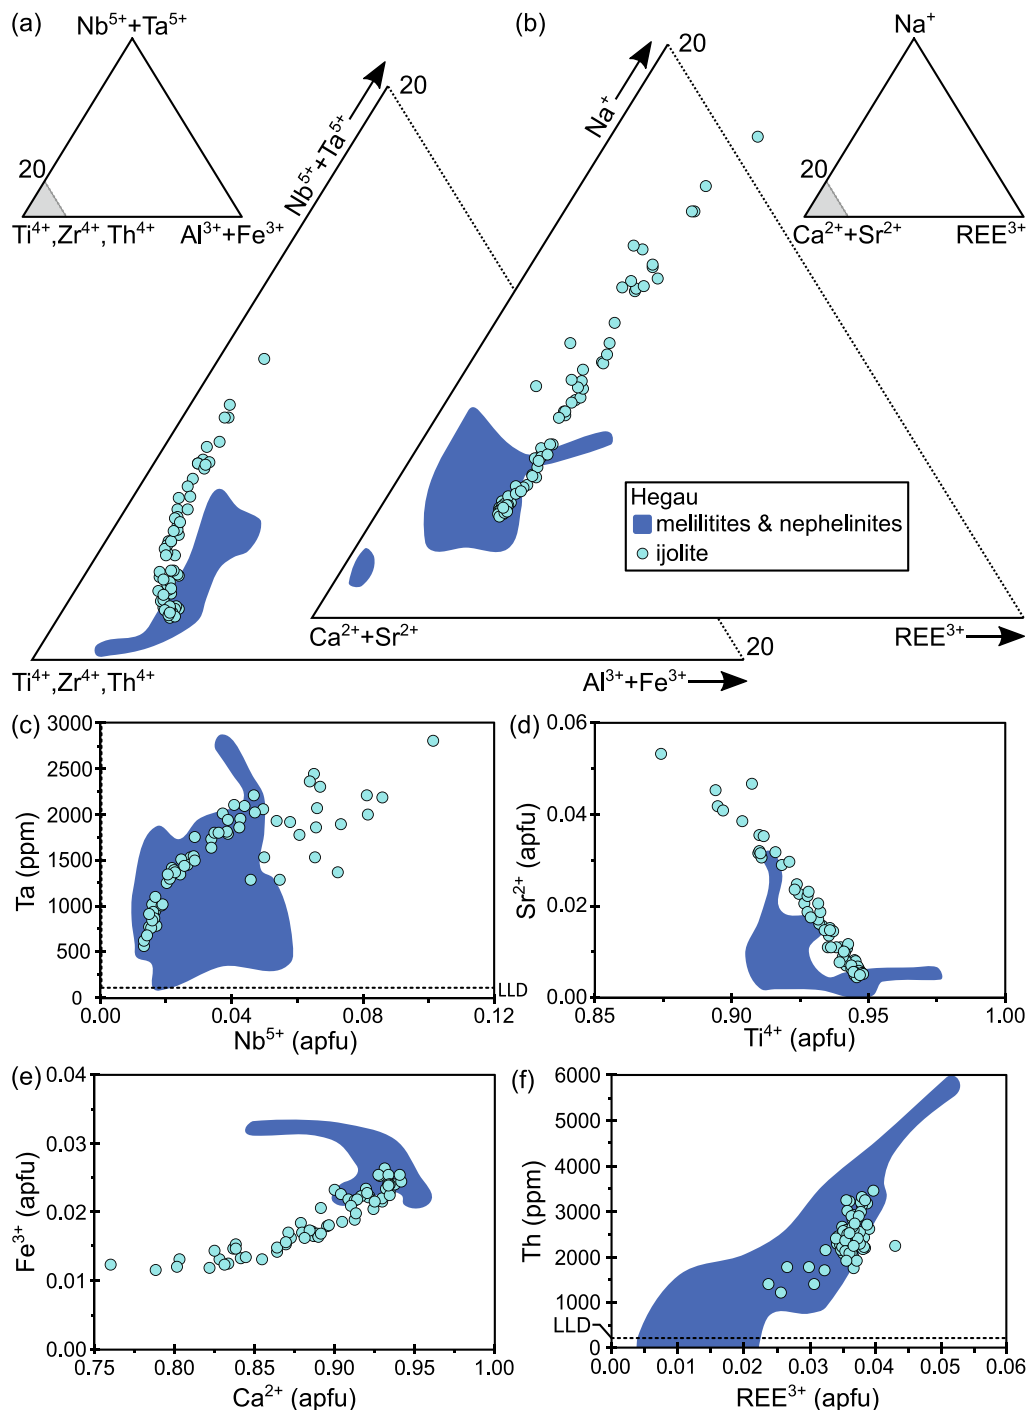 (a)
Nb⁵⁺+Ta⁵⁺
20
Ti⁴⁺,Zr⁴⁺,Th⁴⁺
Al³⁺+Fe³⁺
Nb⁵⁺+Ta⁵⁺
20
Ti⁴⁺,Zr⁴⁺,Th⁴⁺
Al³⁺+Fe³⁺
20
(b)
Na⁺
20
Na⁺
20
Ca²⁺+Sr²⁺
REE³⁺
Hegau
melilitites & nephelinites
ijolite
Ca²⁺+Sr²⁺
REE³⁺
(c)
Ta (ppm)
3000
2500
2000
1500
1000
500
0
LLD
0.00
0.04
0.08
0.12
Nb⁵⁺ (apfu)
(d)
Sr²⁺ (apfu)
0.06
0.04
0.02
0.00
0.85
0.90
0.95
1.00
Ti⁴⁺ (apfu)
(e)
Fe³⁺ (apfu)
0.04
0.03
0.02
0.01
0.00
0.75
0.80
0.85
0.90
0.95
1.00
Ca²⁺ (apfu)
(f)
Th (ppm)
6000
5000
4000
3000
2000
1000
LLD
0
0.00
0.01
0.02
0.03
0.04
0.05
0.06
REE³⁺ (apfu)